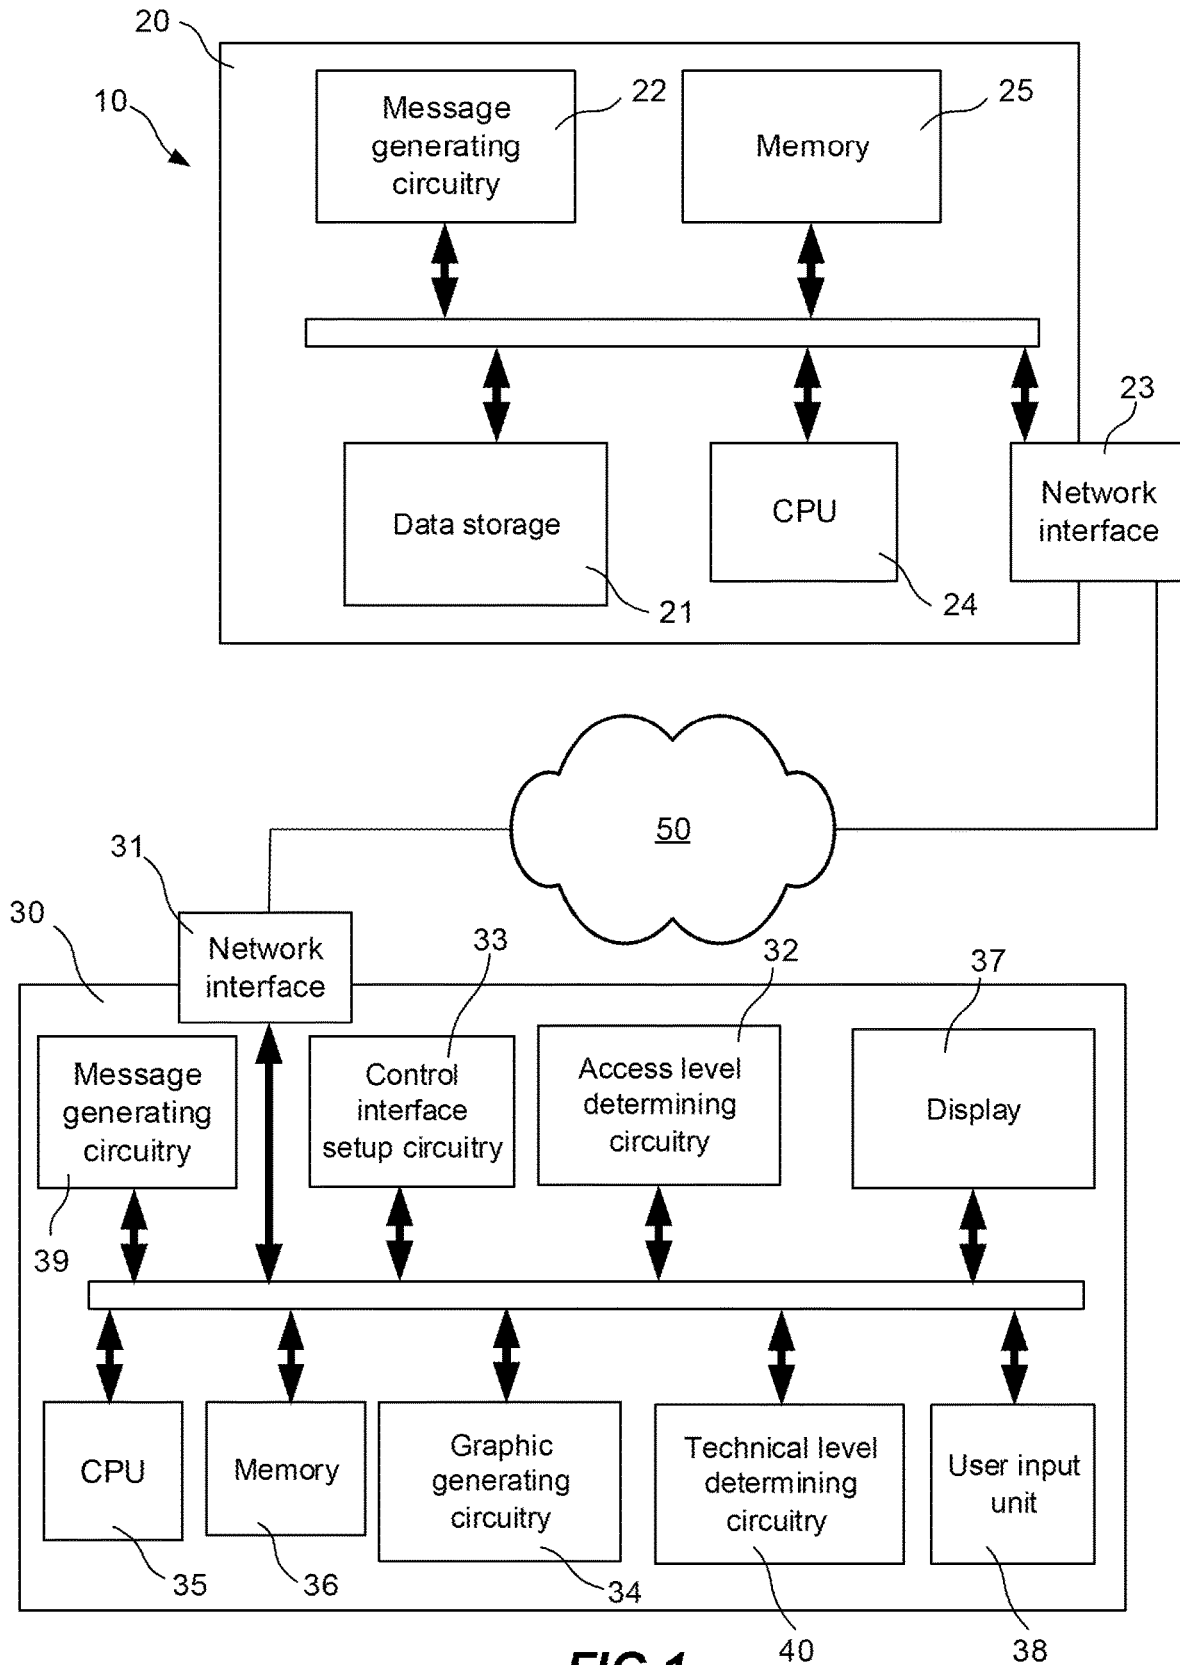 20
10
Message
generating
circuitry
22
Memory
25
Data storage
21
CPU
24
23
Network
interface
50
31
30
Network
interface
33
32
37
Message
generating
circuitry
39
Control
interface
setup circuitry
Access level
determining
circuitry
Display
CPU
35
Memory
36
Graphic
generating
circuitry
34
Technical level
determining
circuitry
40
User input
unit
38
FIG.1